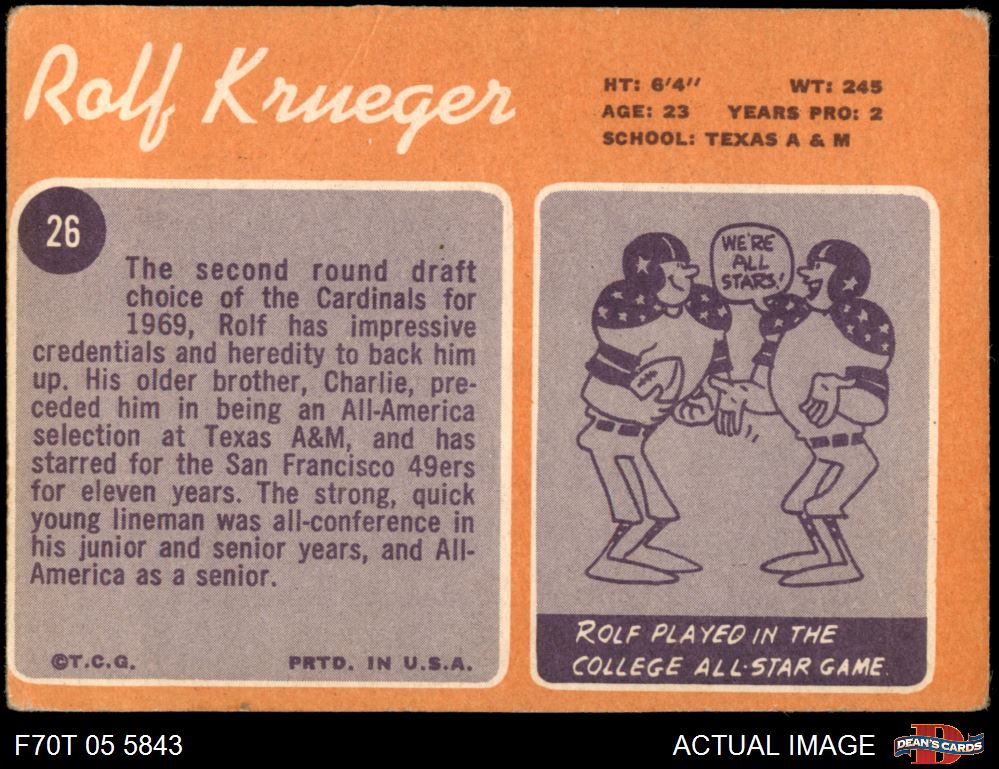 Rolf Krueger
HT: 6'4" WT: 245
AGE: 23 YEARS PRO: 2
SCHOOL: TEXAS A & M
26
The second round draft
choice of the Cardinals for
1969, Rolf has impressive
credentials and heredity to back him
up. His older brother, Charlie, pre-
ceded him in being an All-America
selection at Texas A&M, and has
starred for the San Francisco 49ers
for eleven years. The strong, quick
young lineman was all-conference in
his junior and senior years, and All-
America as a senior.
©T.C.G. PRTD. IN U.S.A.
WE'RE
ALL
STARS!
ROLF PLAYED IN THE
COLLEGE ALL-STAR GAME.
F70T 05 5843
ACTUAL IMAGE
D
DEAN'S CARDS